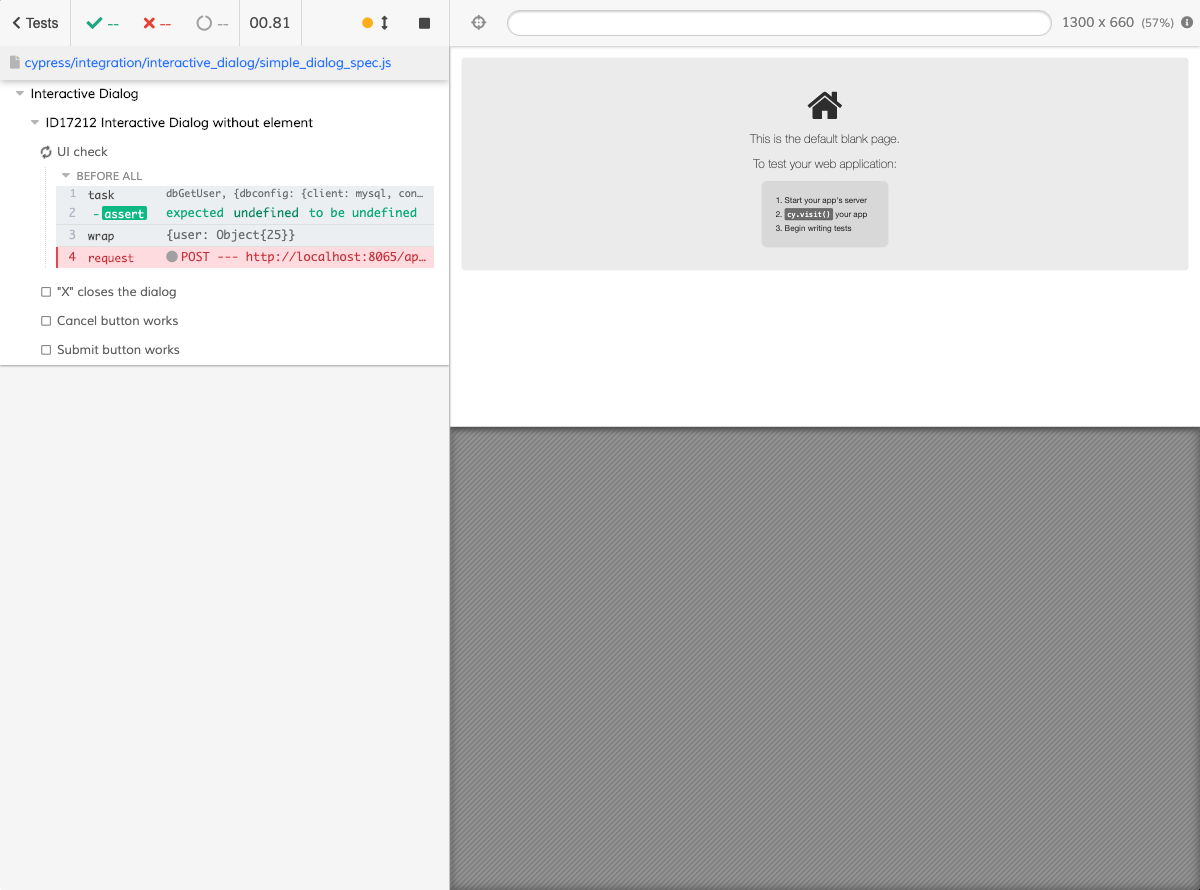 Tests -- -- -- 00.81
cypress/integration/interactive_dialog/simple_dialog_spec.js
Interactive Dialog
ID17212 Interactive Dialog without element
UI check
BEFORE ALL
1 task dbGetUser, {dbconfig: {client: mysql, con…
2 -assert expected undefined to be undefined
3 wrap {user: Object{25}}
4 request POST --- http://localhost:8065/ap…
"X" closes the dialog
Cancel button works
Submit button works
1300 x 660 (57%)
This is the default blank page.
To test your web application:
1. Start your app's server
2. cy.visit() your app
3. Begin writing tests